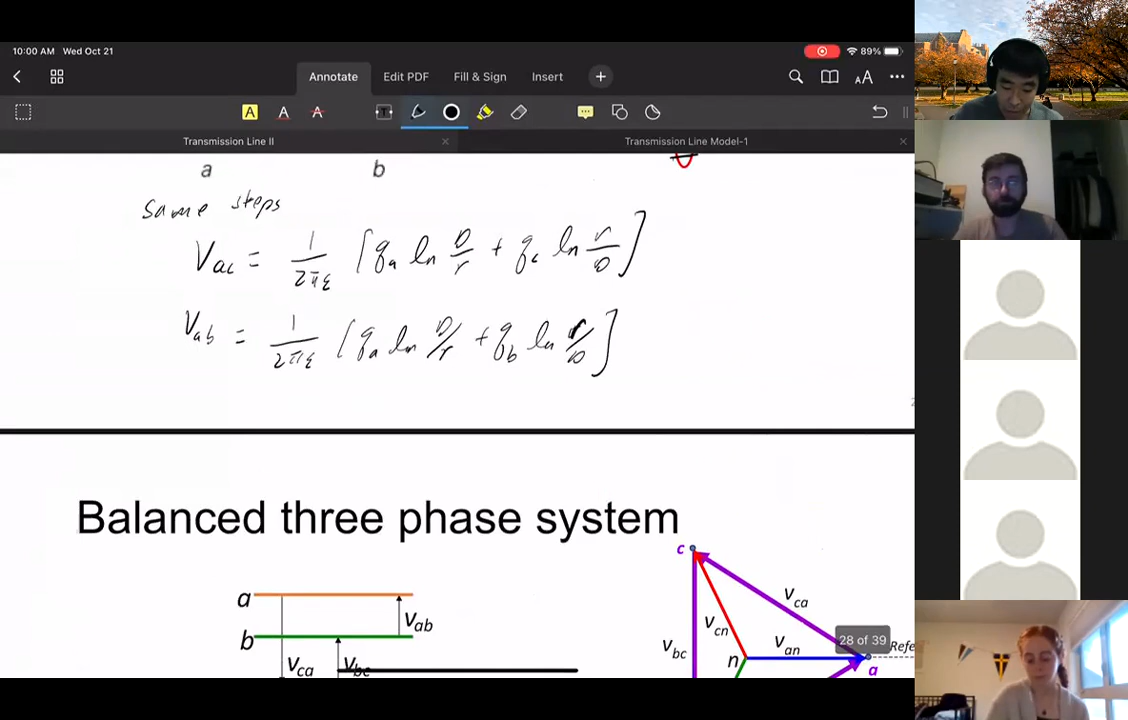 10:00 AM Wed Oct 21
89%
Annotate Edit PDF Fill & Sign Insert
Transmission Line II Transmission Line Model-1
a b
Same steps
Vac = 1/2πε [qa ln D/r + qc ln r/D]
Vab = 1/2πε [qa ln D/r + qb ln r/D]
Balanced three phase system
a
b
Vab
Vca
Vbc
c
Vca
Vcn
Vbc
Van
n
a
28 of 39